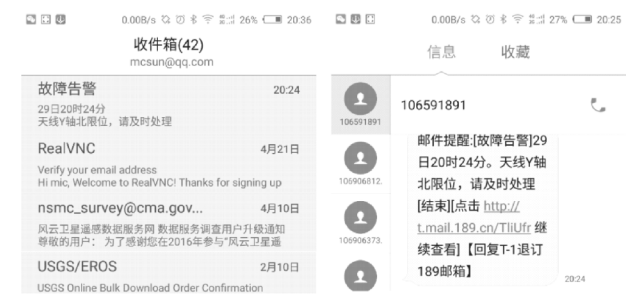 0.00B/s 26% 20:36
收件箱(42)
mcsun@qq.com
故障告警 20:24
29日20时24分
天线Y轴北限位，请及时处理
RealVNC 4月21日
Verify your email address
Hi mic, Welcome to RealVNC! Thanks for signing up
nsmc_survey@cma.gov... 4月10日
风云卫星遥感数据服务网 数据服务调查用户升级通知
尊敬的用户： 为了感谢您在2016年参与“风云卫星遥
USGS/EROS 2月10日
USGS Online Bulk Download Order Confirmation
0.00B/s 27% 20:25
信息 收藏
106591891
106591891
106906812.
106906373.
邮件提醒:[故障告警]29
日20时24分。天线Y轴
北限位，请及时处理
[结束][点击 http://
t.mail.189.cn/TliUfr 继
续查看]【回复T-1退订
189邮箱】
20:24